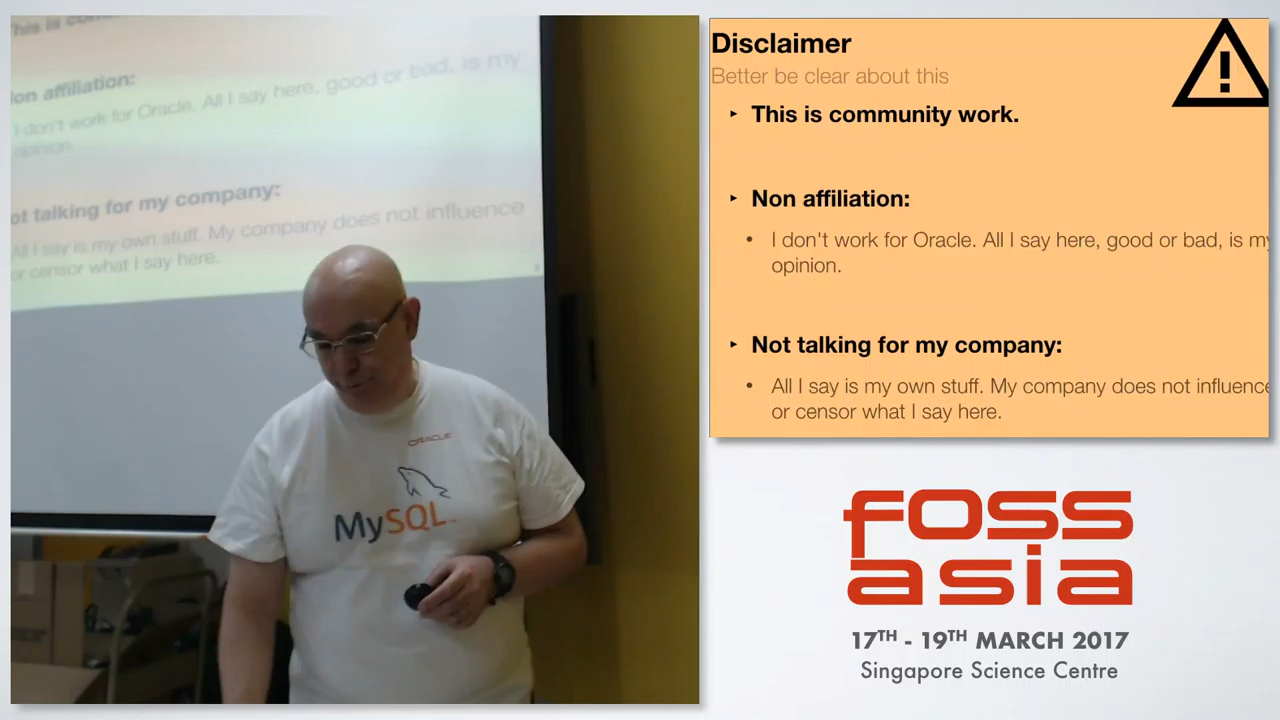 This is comm
on affiliation:
I don't work for Oracle. All I say here, good or bad, is my
opinion.
ot talking for my company:
All I say is my own stuff. My company does not influence
or censor what I say here.
ORACLE
MySQL
Disclaimer
Better be clear about this
‣ This is community work.
‣ Non affiliation:
• I don't work for Oracle. All I say here, good or bad, is my
opinion.
‣ Not talking for my company:
• All I say is my own stuff. My company does not influence
or censor what I say here.
foss
asia
17TH - 19TH MARCH 2017
Singapore Science Centre